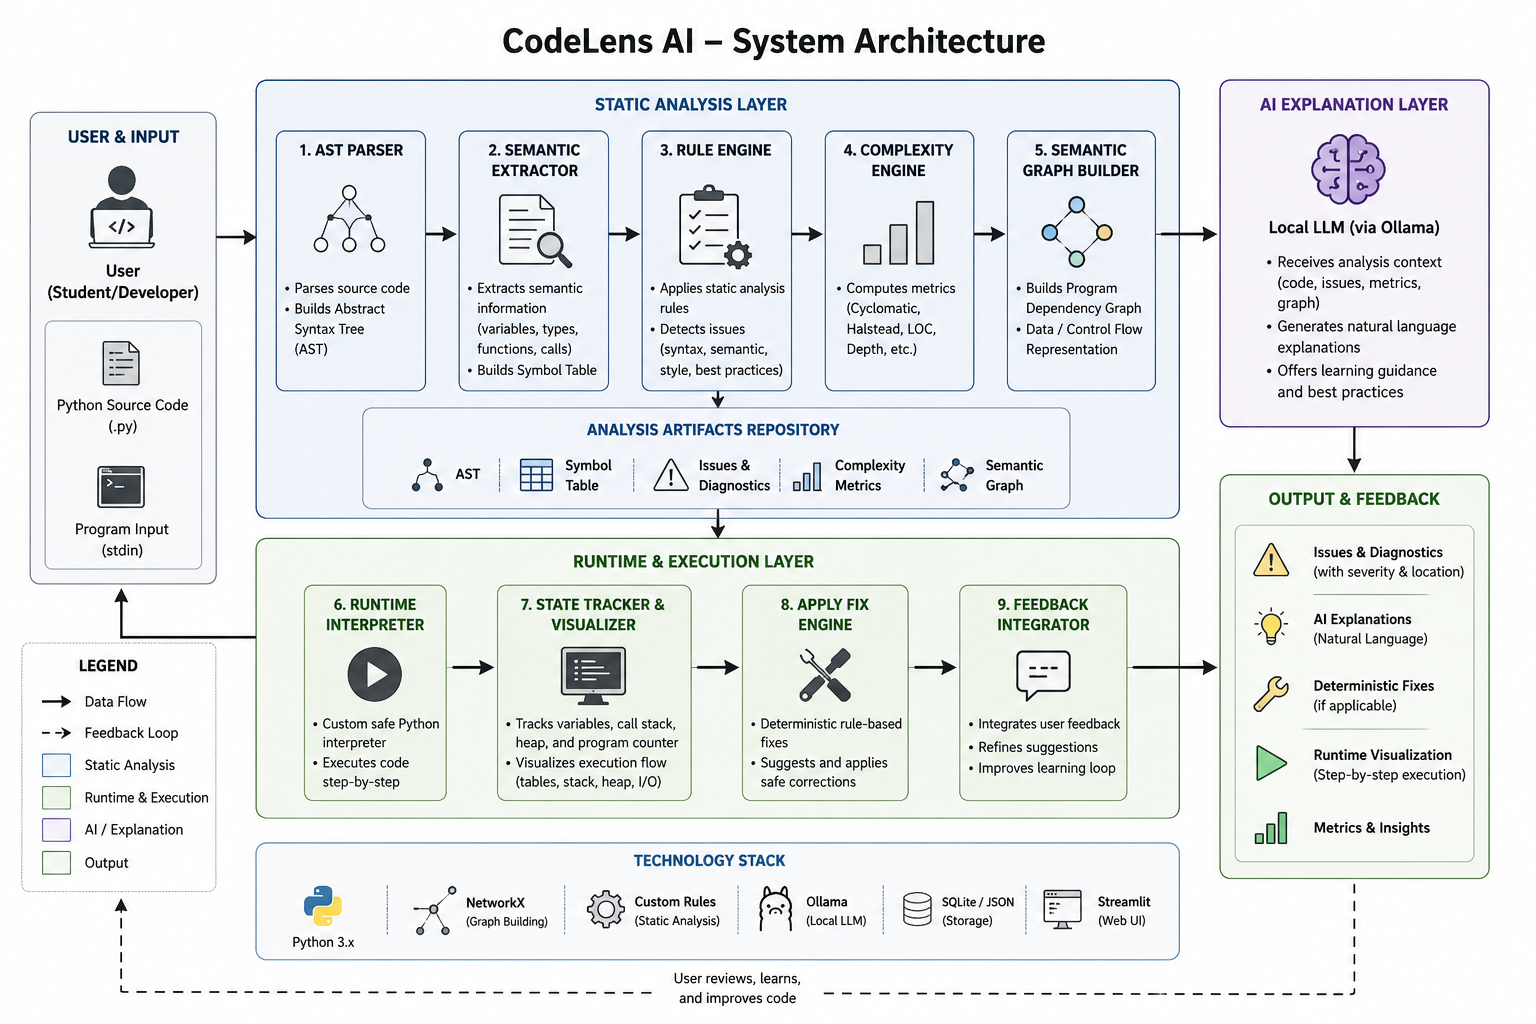 CodeLens AI – System Architecture
USER & INPUT
</>
User
(Student/Developer)
Python Source Code
(.py)
>_
Program Input
(stdin)
STATIC ANALYSIS LAYER
1. AST PARSER
• Parses source code
• Builds Abstract
Syntax Tree
(AST)
2. SEMANTIC
EXTRACTOR
• Extracts semantic
information
(variables, types,
functions, calls)
• Builds Symbol Table
3. RULE ENGINE
• Applies static analysis
rules
• Detects issues
(syntax, semantic,
style, best practices)
4. COMPLEXITY
ENGINE
• Computes metrics
(Cyclomatic,
Halstead, LOC,
Depth, etc.)
5. SEMANTIC
GRAPH BUILDER
• Builds Program
Dependency Graph
• Data / Control Flow
Representation
ANALYSIS ARTIFACTS REPOSITORY
AST
Symbol
Table
Issues &
Diagnostics
Complexity
Metrics
Semantic
Graph
AI EXPLANATION LAYER
Local LLM (via Ollama)
• Receives analysis context
(code, issues, metrics,
graph)
• Generates natural language
explanations
• Offers learning guidance
and best practices
RUNTIME & EXECUTION LAYER
6. RUNTIME
INTERPRETER
• Custom safe Python
interpreter
• Executes code
step-by-step
7. STATE TRACKER &
VISUALIZER
• Tracks variables, call stack,
heap, and program counter
• Visualizes execution flow
(tables, stack, heap, I/O)
8. APPLY FIX
ENGINE
• Deterministic rule-based
fixes
• Suggests and applies
safe corrections
9. FEEDBACK
INTEGRATOR
• Integrates user feedback
• Refines suggestions
• Improves learning loop
OUTPUT & FEEDBACK
Issues & Diagnostics
(with severity & location)
AI Explanations
(Natural Language)
Deterministic Fixes
(if applicable)
Runtime Visualization
(Step-by-step execution)
Metrics & Insights
LEGEND
Data Flow
Feedback Loop
Static Analysis
Runtime & Execution
AI / Explanation
Output
TECHNOLOGY STACK
Python 3.x
NetworkX
(Graph Building)
Custom Rules
(Static Analysis)
Ollama
(Local LLM)
SQLite / JSON
(Storage)
Streamlit
(Web UI)
User reviews, learns,
and improves code